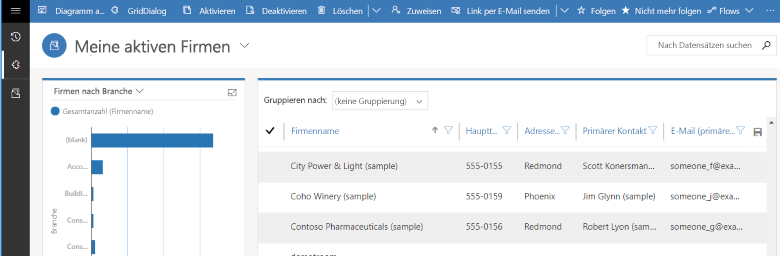 Diagramm a... GridDialog Aktivieren Deaktivieren Löschen Zuweisen Link per E-Mail senden Folgen Nicht mehr folgen Flows ...
Meine aktiven Firmen
Nach Datensätzen suchen
Firmen nach Branche
Gesamtanzahl (Firmenname)
Branche
(blank)
Acco...
Buildi...
Cons...
Cons...
Gruppieren nach: (keine Gruppierung)
Firmenname Hauptt... Adresse... Primärer Kontakt E-Mail (primäre...
City Power & Light (sample) 555-0155 Redmond Scott Konersman... someone_f@exa...
Coho Winery (sample) 555-0159 Phoenix Jim Glynn (sample) someone_j@exa...
Contoso Pharmaceuticals (sample) 555-0156 Redmond Robert Lyon (sam... someone_g@exa...